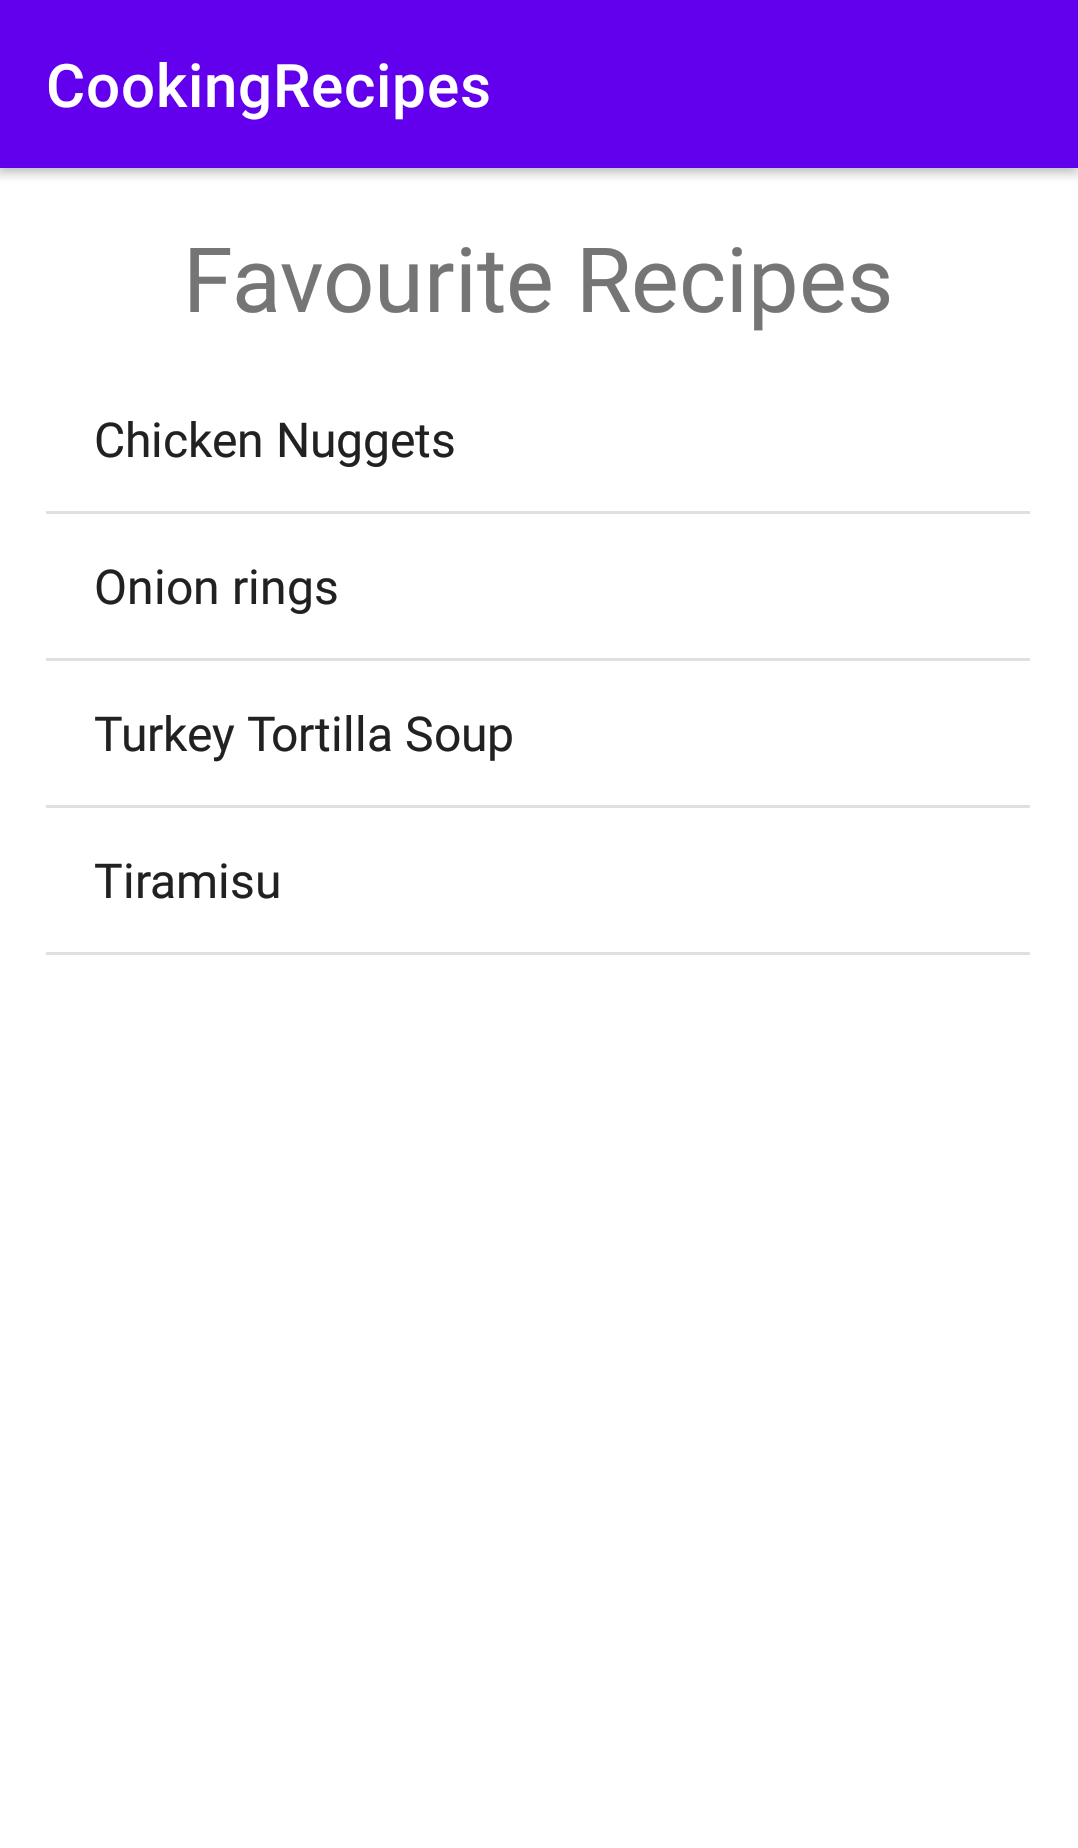 CookingRecipes
Favourite Recipes
Chicken Nuggets
Onion rings
Turkey Tortilla Soup
Tiramisu